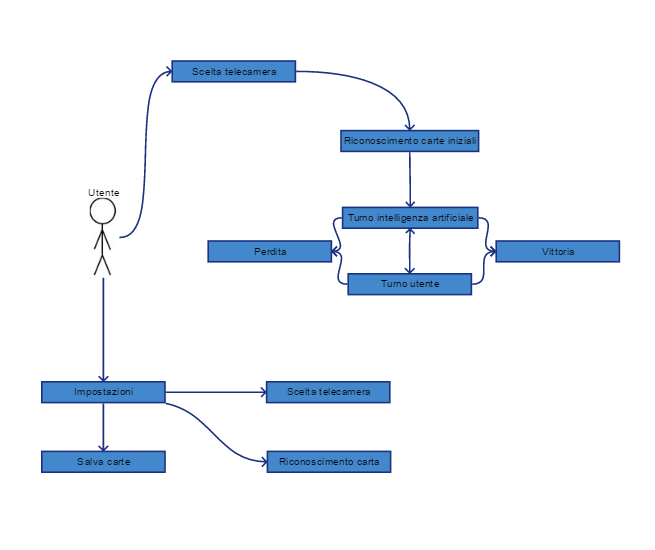 Scelta telecamera
Riconoscimento carte iniziali
Utente
Turno intelligenza artificiale
Perdita
Vittoria
Turno utente
Impostazioni
Scelta telecamera
Salva carte
Riconoscimento carta